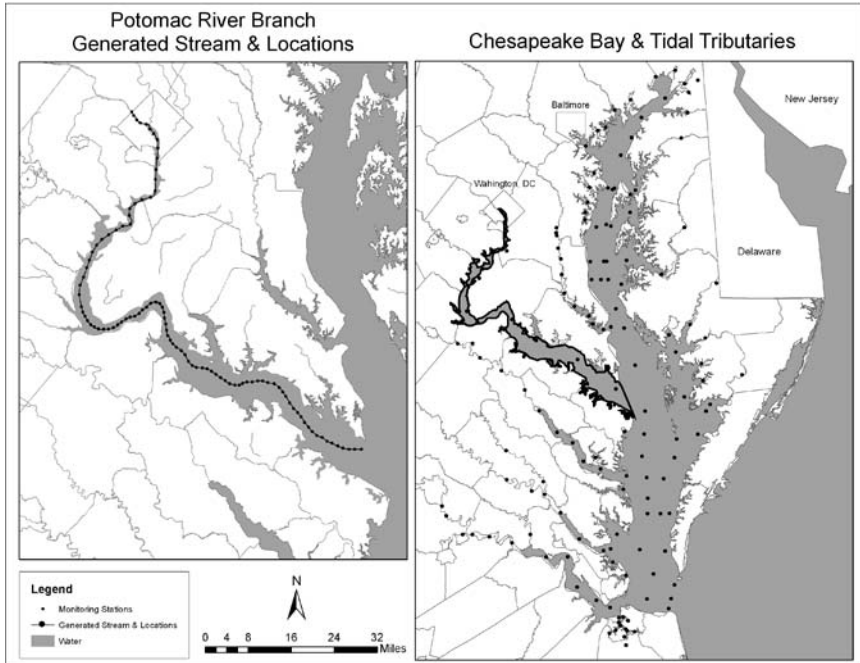 Potomac River Branch
Generated Stream & Locations
Chesapeake Bay & Tidal Tributaries
Baltimore
New Jersey
Wahington, DC
Delaware
Legend
Monitoring Stations
Generated Stream & Locations
Water
N
0 2 4 8 16 24 32
Miles